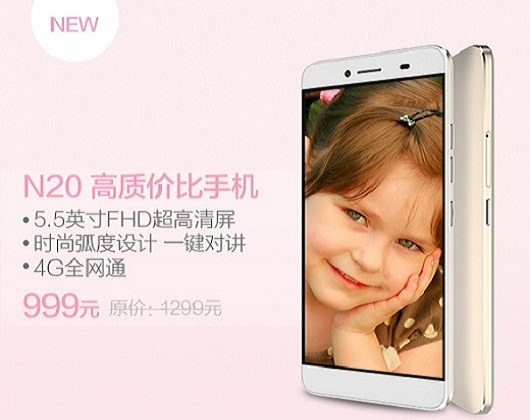 NEW
N20 高质价比手机
•5.5英寸FHD超高清屏
•时尚弧度设计 一键对讲
•4G全网通
999元 原价:1299元